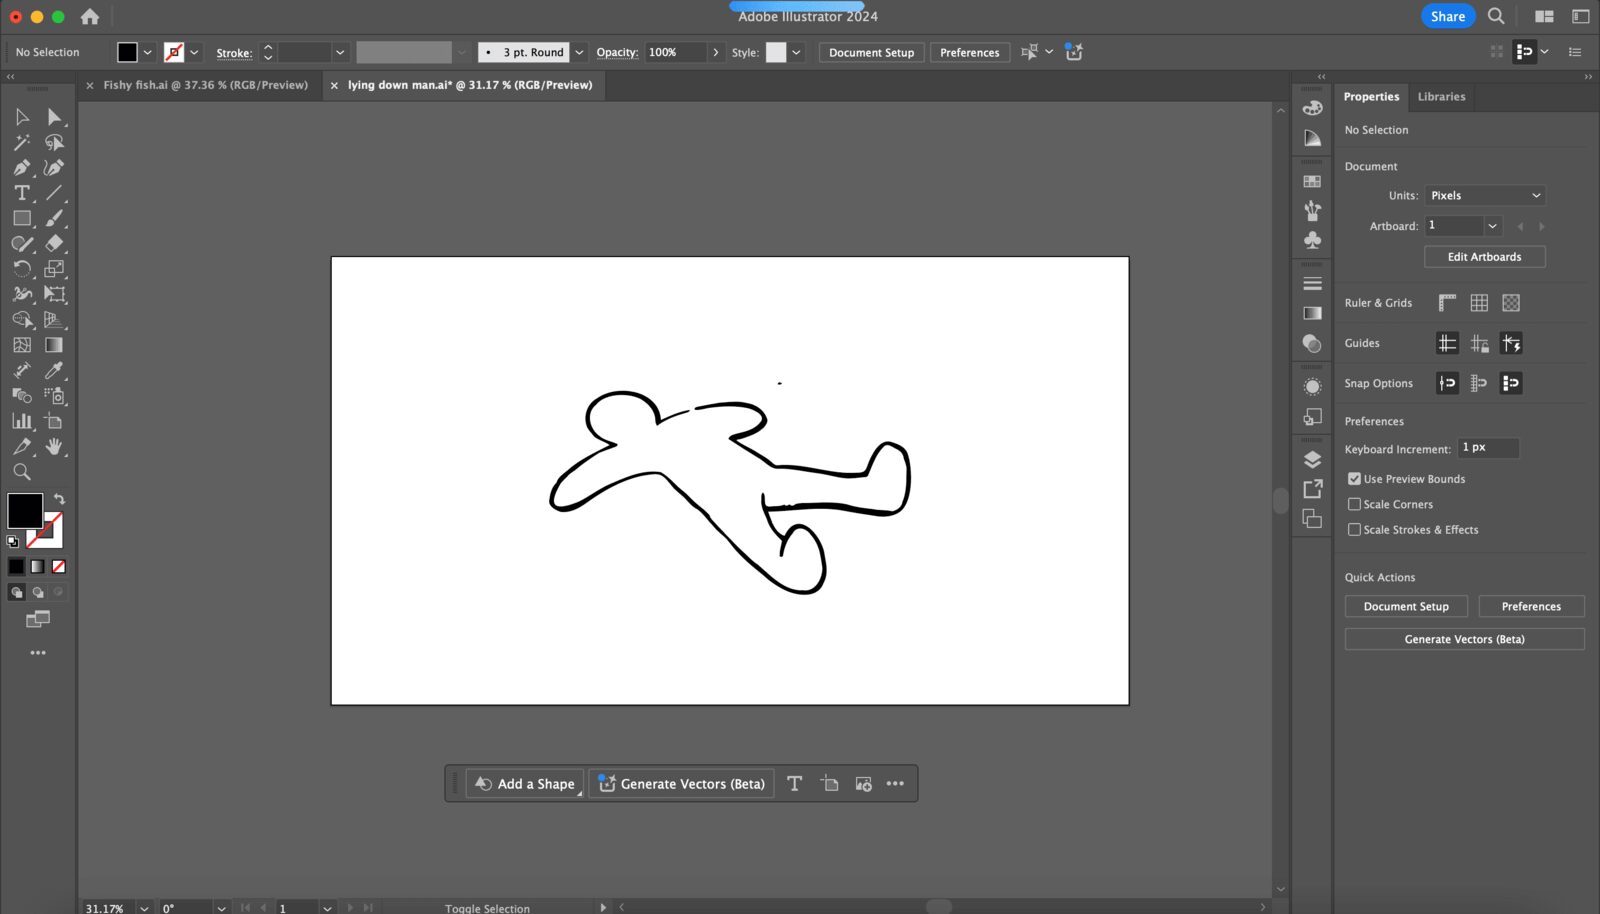 Adobe Illustrator 2024
Share
No Selection
Stroke:
3 pt. Round
Opacity: 100%
Style:
Document Setup
Preferences
Fishy fish.ai @ 37.36 % (RGB/Preview)
lying down man.ai* @ 31.17 % (RGB/Preview)
Properties
Libraries
No Selection
Document
Units: Pixels
Artboard: 1
Edit Artboards
Ruler & Grids
Guides
Snap Options
Preferences
Keyboard Increment: 1 px
Use Preview Bounds
Scale Corners
Scale Strokes & Effects
Quick Actions
Document Setup
Preferences
Generate Vectors (Beta)
Add a Shape
Generate Vectors (Beta)
31.17%
0°
1
Toggle Selection